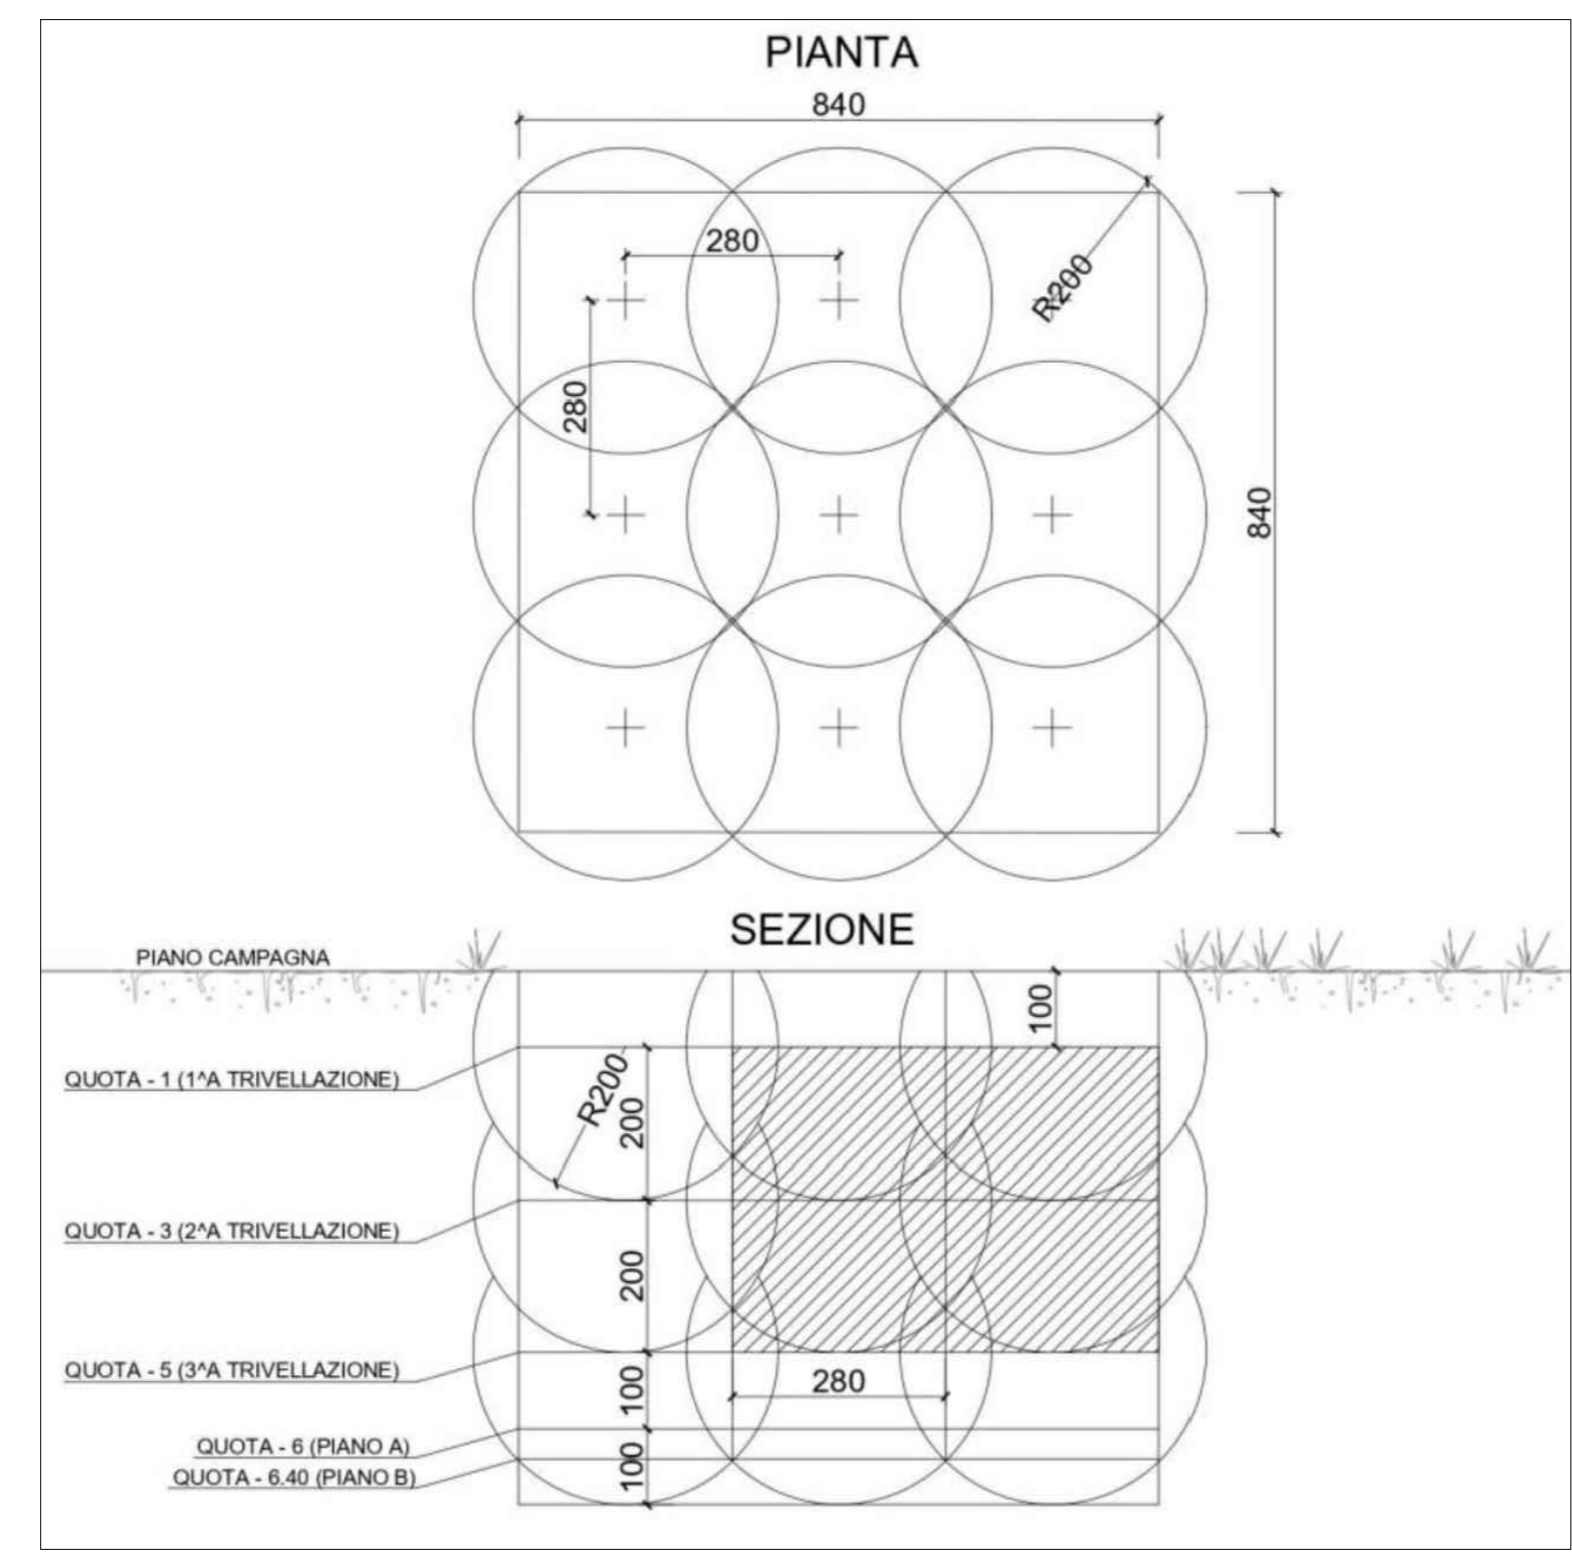 PIANTA
840
280
R200
280
840
SEZIONE
PIANO CAMPAGNA
100
QUOTA - 1 (1^A TRIVELLAZIONE)
R200
200
QUOTA - 3 (2^A TRIVELLAZIONE)
200
QUOTA - 5 (3^A TRIVELLAZIONE)
280
100
QUOTA - 6 (PIANO A)
100
QUOTA - 6.40 (PIANO B)